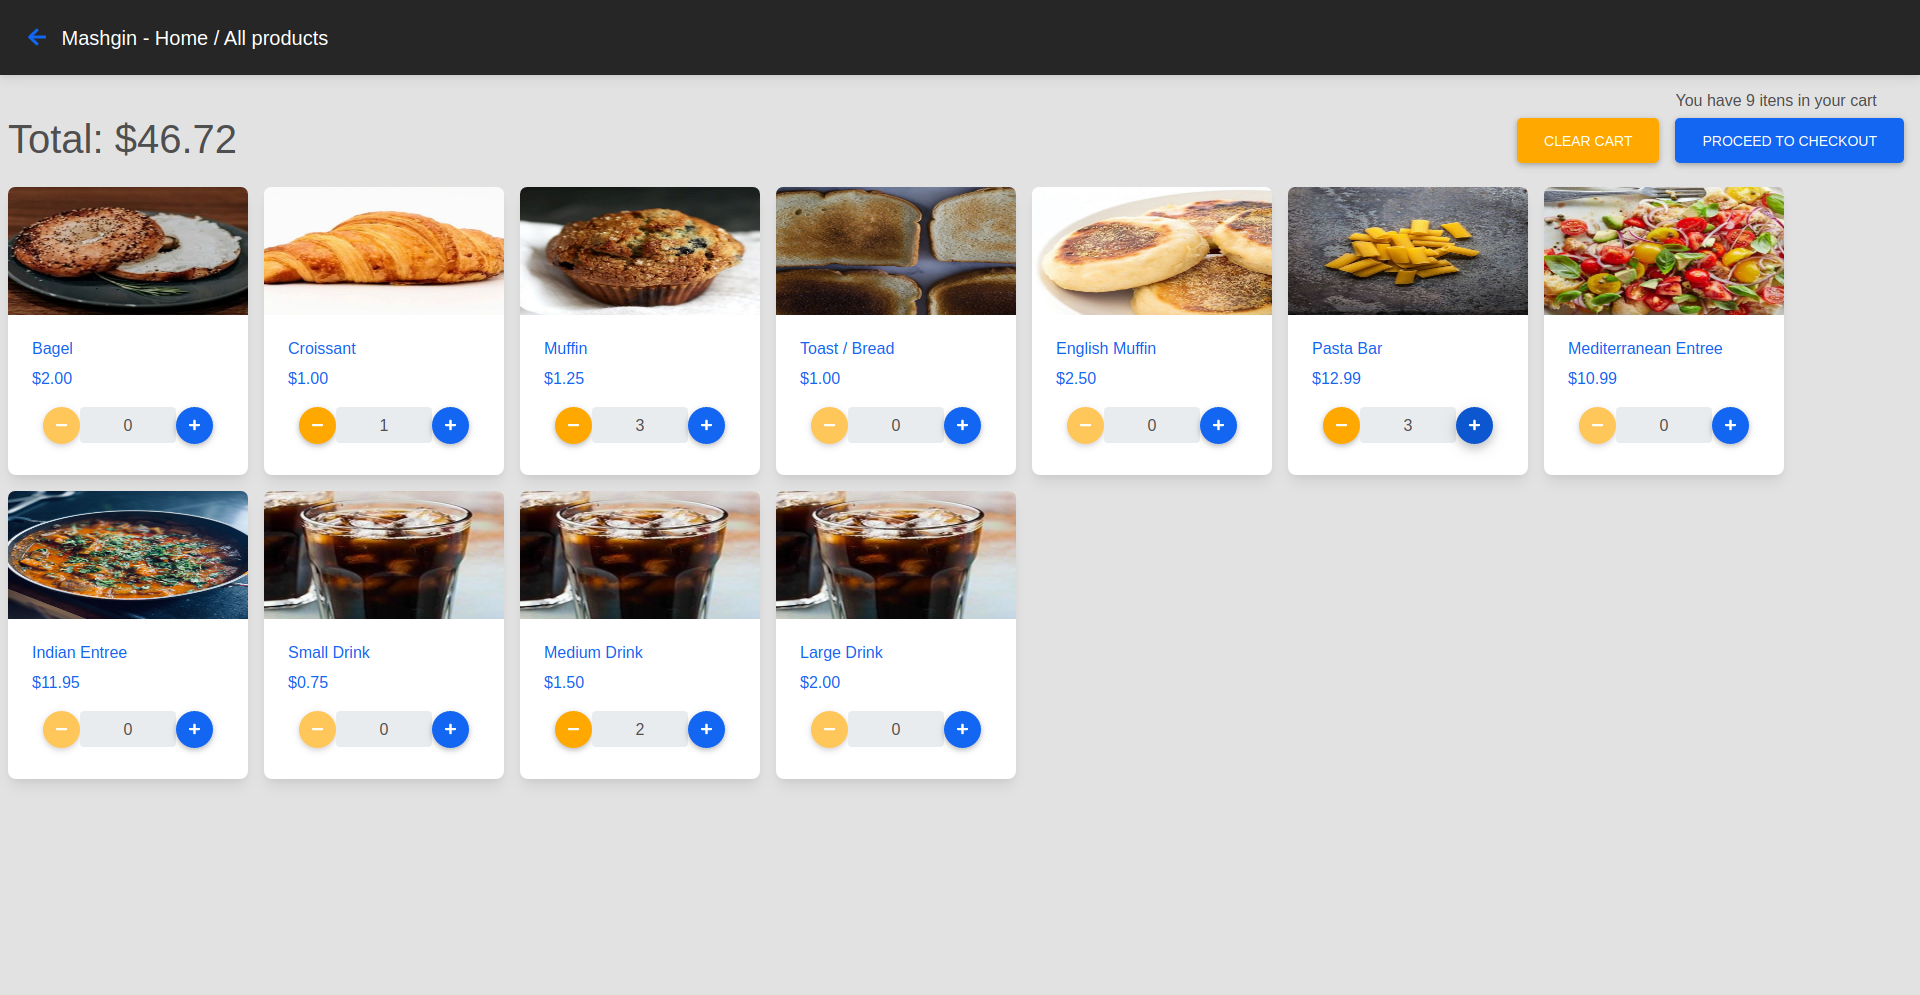 Mashgin - Home / All products
You have 9 itens in your cart
Total: $46.72
CLEAR CART
PROCEED TO CHECKOUT
Bagel
$2.00
0
Croissant
$1.00
1
Muffin
$1.25
3
Toast / Bread
$1.00
0
English Muffin
$2.50
0
Pasta Bar
$12.99
3
Mediterranean Entree
$10.99
0
Indian Entree
$11.95
0
Small Drink
$0.75
0
Medium Drink
$1.50
2
Large Drink
$2.00
0